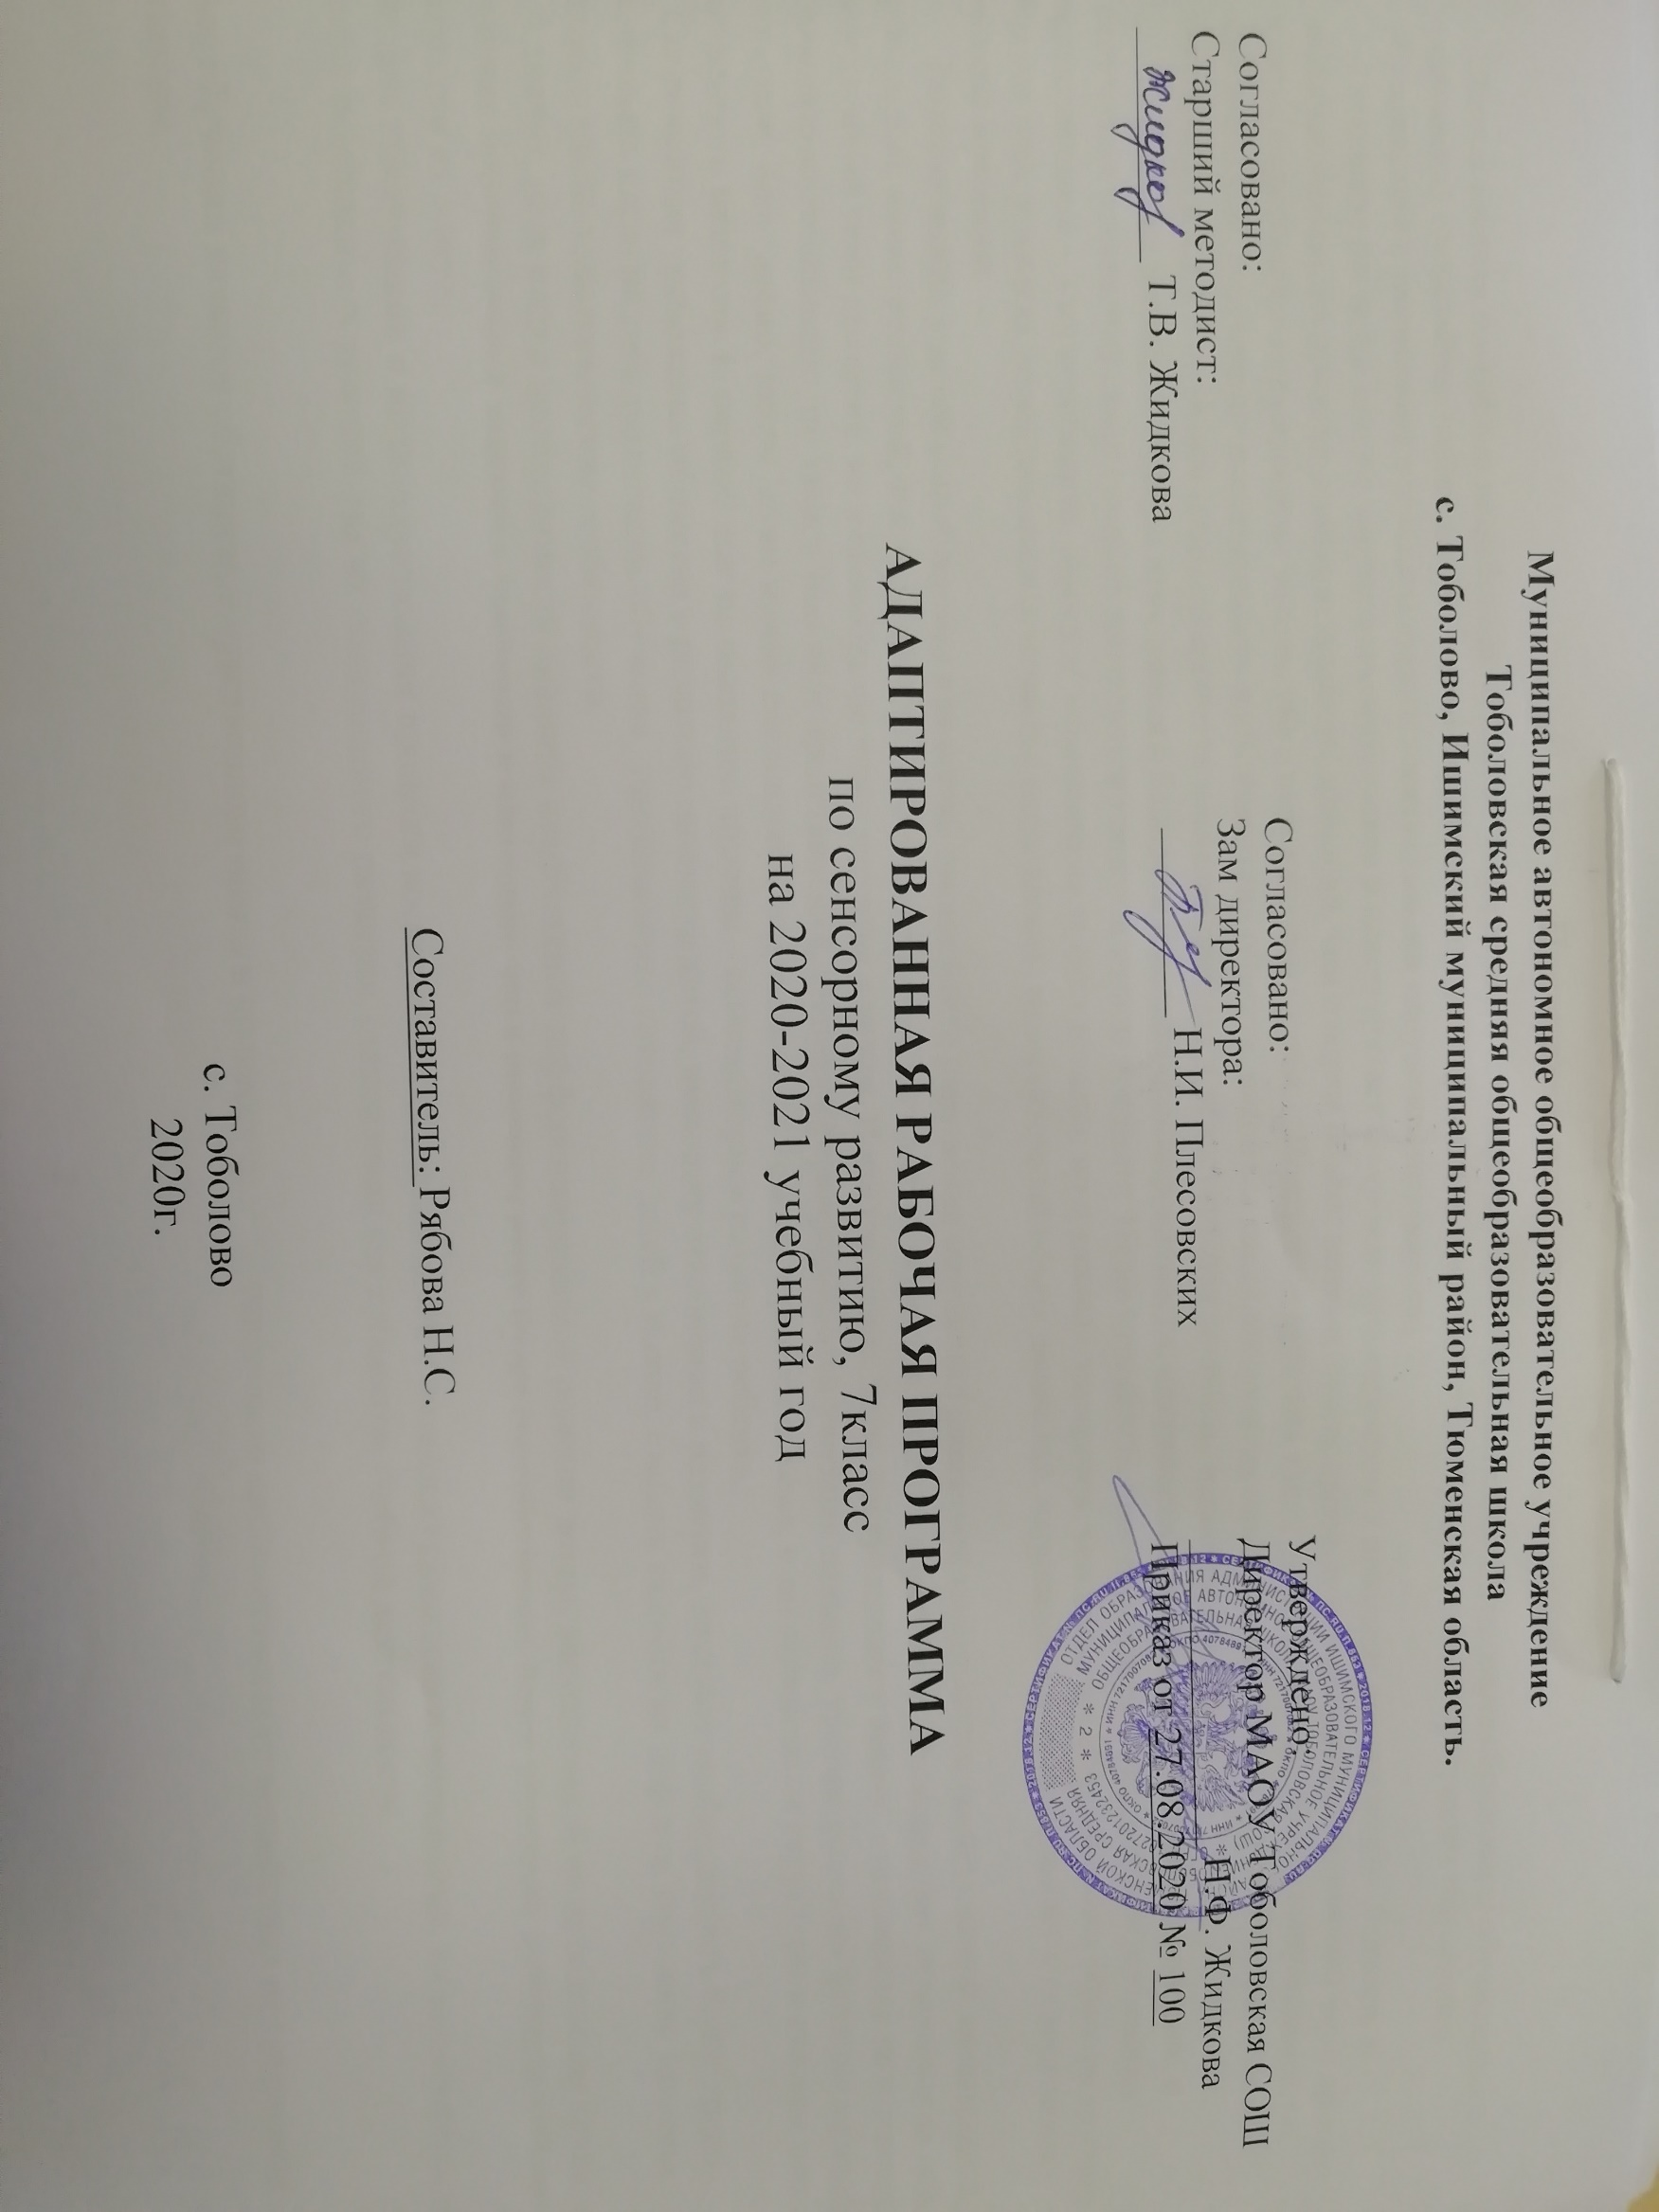 Муниципальное автономное общеобразовательное учреждение
Тоболовская средняя общеобразовательная школа
с. Тоболово, Ишимский муниципальный район, Тюменская область.
Согласовано:
Старший методист:
Т.В. Жидкова
Согласовано:
Зам директора:
Н.И. Плесовских
Утверждено:
Директор МАОУ Тоболовская СОШ
Н.Ф. Жидкова
Приказ от 27.08.2020 № 100
АДАПТИРОВАННАЯ РАБОЧАЯ ПРОГРАММА
по сенсорному развитию, 7класс
на 2020-2021 учебный год
Составитель: Рябова Н.С.
с. Тоболово
2020г.